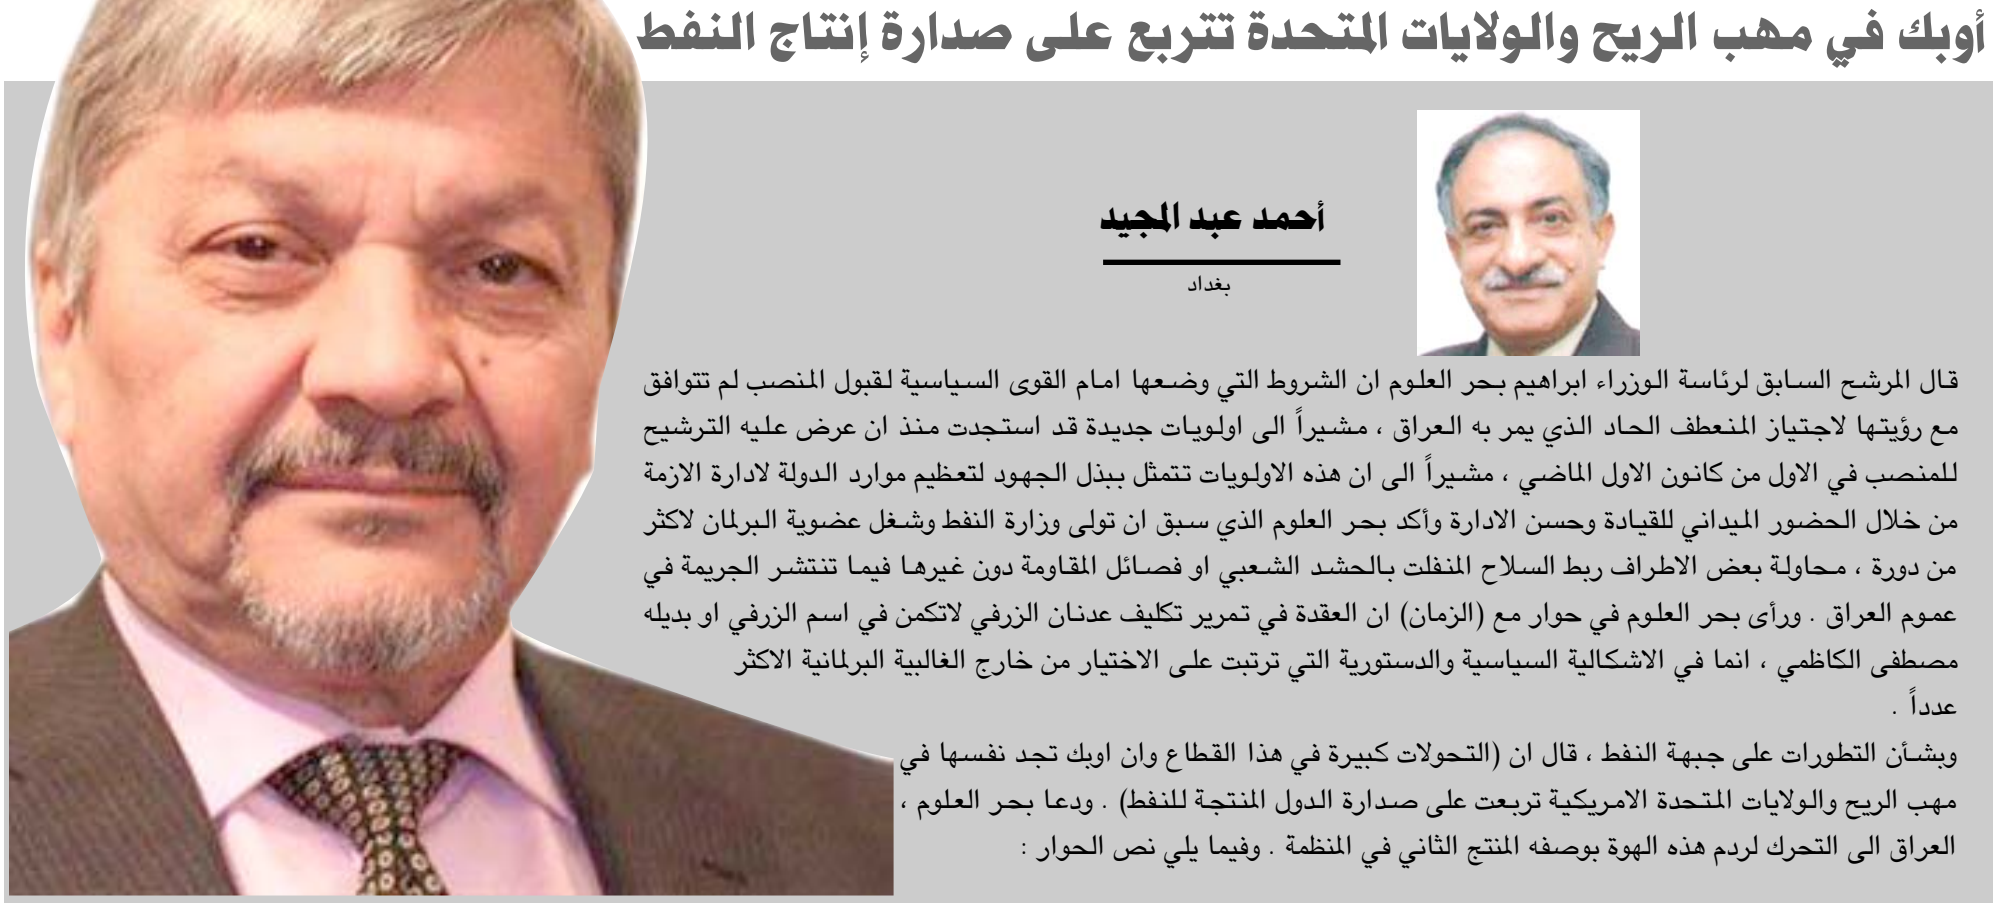 أوبك في مهب الريح والولايات المتحدة تتربع على صدارة إنتاج النفط
أحمد عبد المجيد
بغداد
قال المرشح السابق لرئاسة الوزراء ابراهيم بحر العلوم ان الشروط التي وضعها امام القوى السياسية لقبول المنصب لم تتوافق
مع رؤيتها لاجتياز المنعطف الحاد الذي يمر به العراق ، مشيراً الى اولويات جديدة قد استجدت منذ ان عرض عليه الترشيح
للمنصب في الاول من كانون الاول الماضي ، مشيراً الى ان هذه الاولويات تتمثل ببذل الجهود لتعظيم موارد الدولة لادارة الازمة
من خلال الحضور الميداني للقيادة وحسن الادارة وأكد بحر العلوم الذي سبق ان تولى وزارة النفط وشغل عضوية البرلمان لاكثر
من دورة ، محاولة بعض الاطراف ربط السلاح المنفلت بالحشد الشعبي او فصائل المقاومة دون غيرها فيما تنتشر الجريمة في
عموم العراق . ورأى بحر العلوم في حوار مع (الزمان) ان العقدة في تمرير تكليف عدنان الزرفي لاتكمن في اسم الزرفي او بديله
مصطفى الكاظمي ، انما في الاشكالية السياسية والدستورية التي ترتبت على الاختيار من خارج الغالبية البرلمانية الاكثر
عدداً .
وبشأن التطورات على جبهة النفط ، قال ان (التحولات كبيرة في هذا القطاع وان اوبك تجد نفسها في
مهب الريح والولايات المتحدة الامريكية تربعت على صدارة الدول المنتجة للنفط) . ودعا بحر العلوم ،
العراق الى التحرك لردم هذه الهوة بوصفه المنتج الثاني في المنظمة . وفيما يلي نص الحوار :